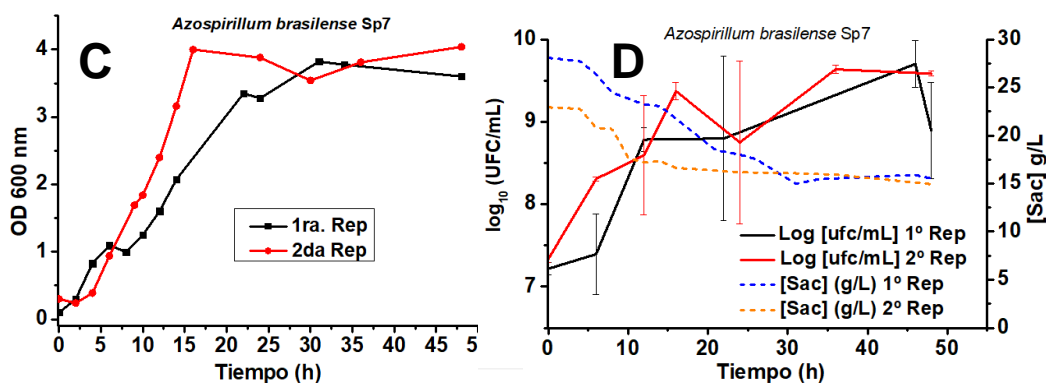 Azospirillum brasilense Sp7
C
OD 600 nm
4
3
2
1
0
1ra. Rep
2da Rep
0 5 10 15 20 25 30 35 40 45 50
Tiempo (h)
Azospirillum brasilense Sp7
D
log10 (UFC/mL)
10
9
8
7
[Sac] g/L
30
25
20
15
10
5
0
Log [ufc/mL] 1º Rep
Log [ufc/mL] 2º Rep
[Sac] (g/L) 1º Rep
[Sac] (g/L) 2º Rep
0 10 20 30 40 50
Tiempo (h)